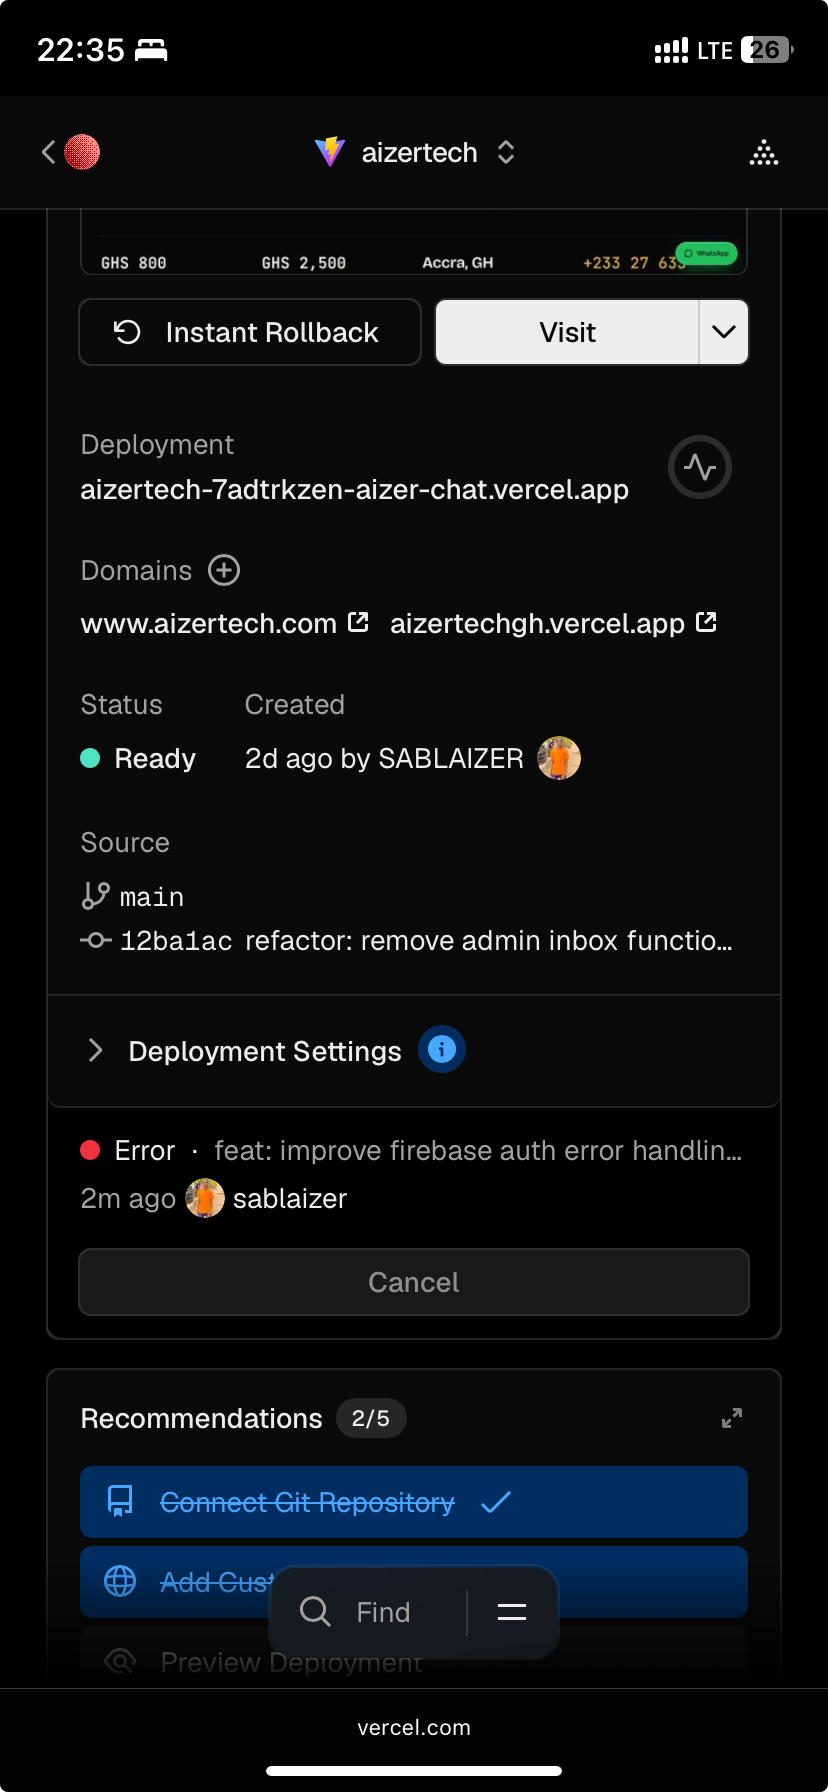 22:35 LTE 26
aizertech
GHS 800 GHS 2,500 Accra, GH +233 27 63
WhatsApp
Instant Rollback Visit
Deployment
aizertech-7adtrkzen-aizer-chat.vercel.app
Domains
www.aizertech.com aizertechgh.vercel.app
Status Created
Ready 2d ago by SABLAIZER
Source
main
12ba1ac refactor: remove admin inbox functio...
Deployment Settings
Error · feat: improve firebase auth error handlin...
2m ago sablaizer
Cancel
Recommendations 2/5
Connect Git Repository
Add Cust
Find
Preview Deployment
vercel.com